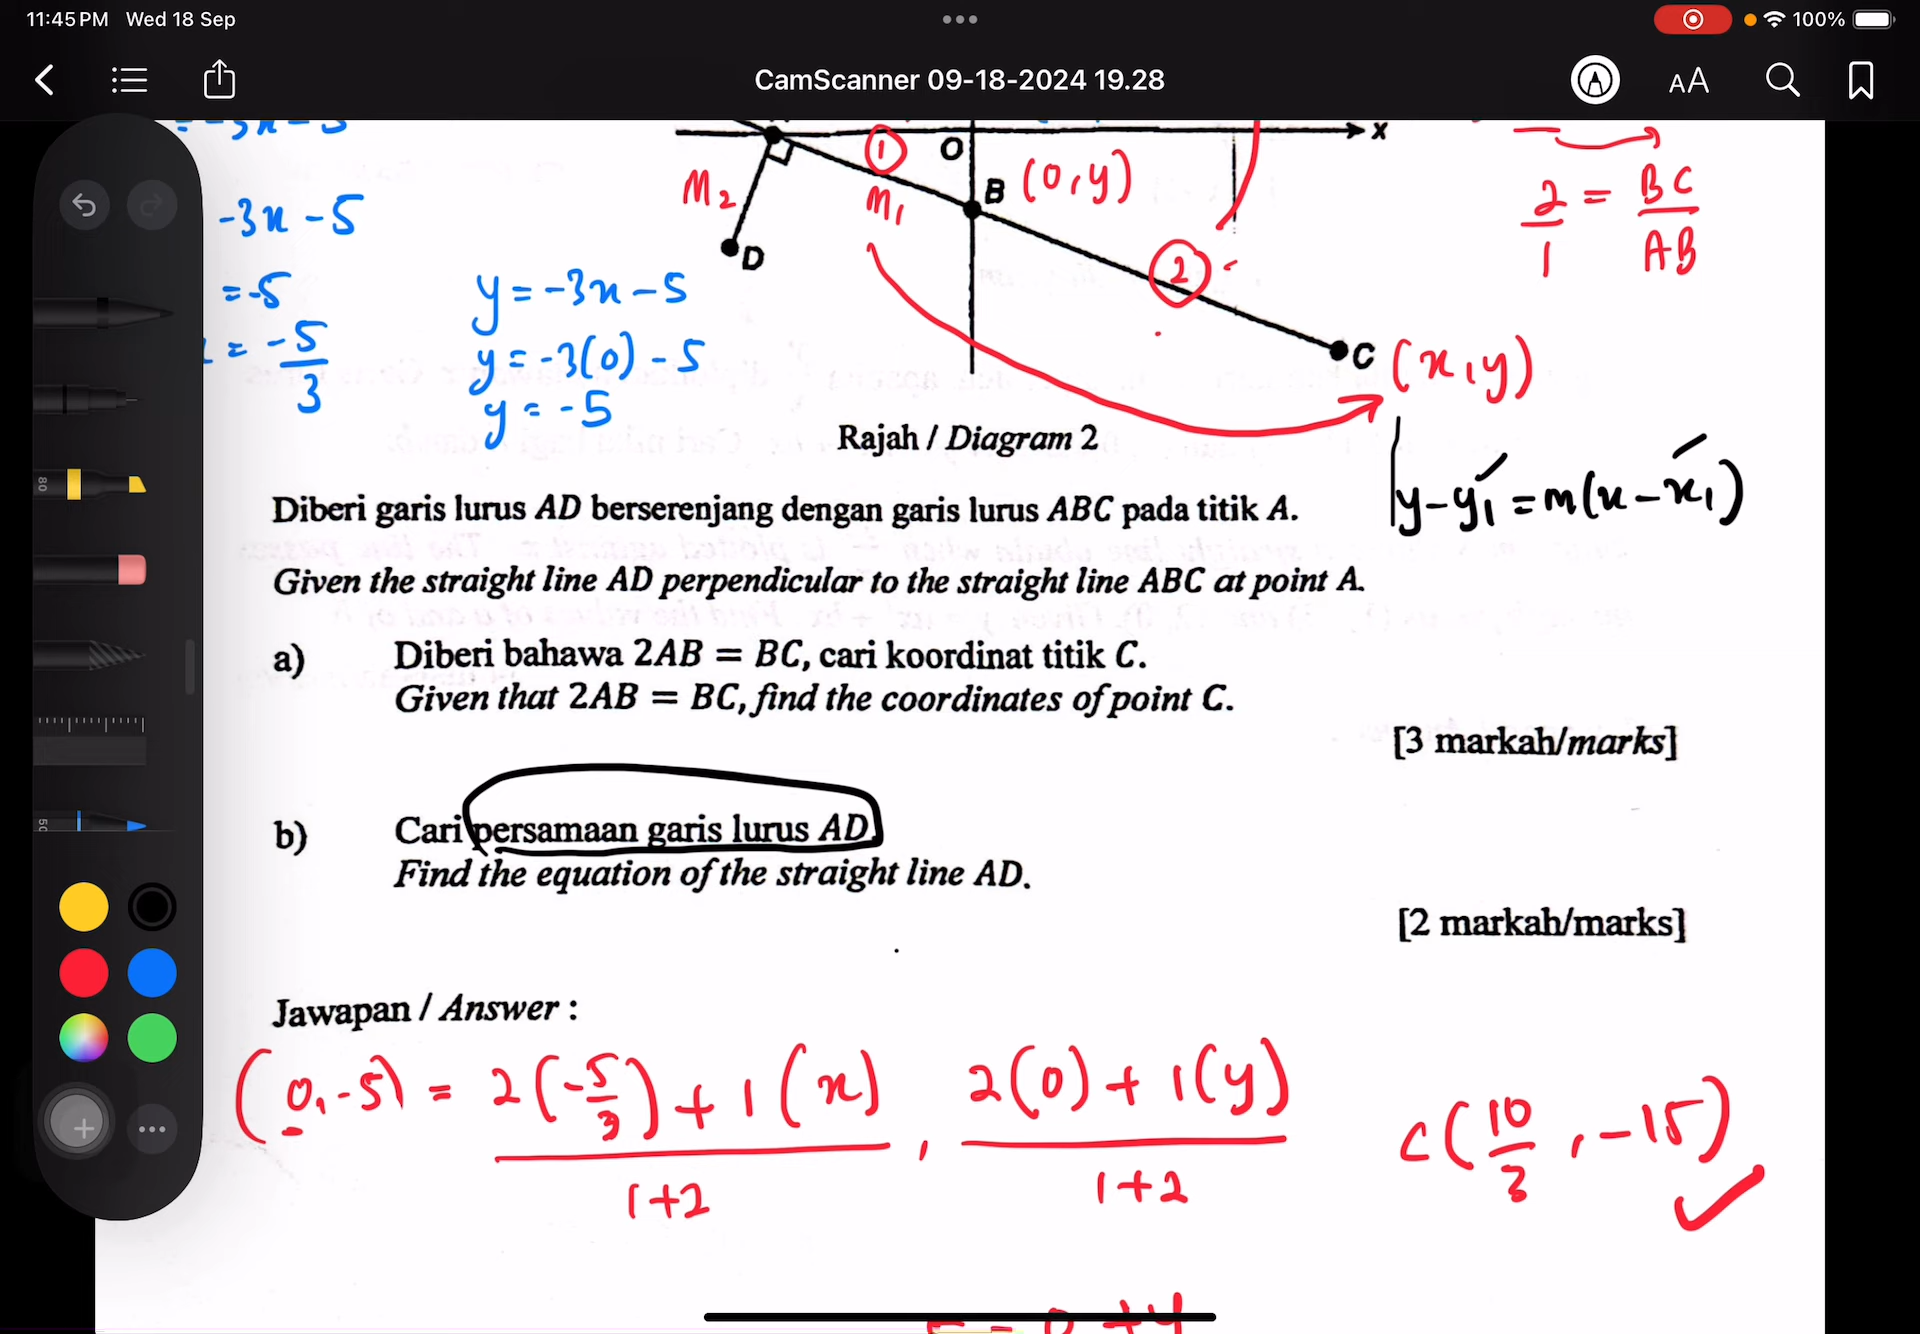 11:45 PM Wed 18 Sep
100%
CamScanner 09-18-2024 19.28
AA
-3x-5
= -5
= -5/3
y = -3x - 5
y = -3(0) - 5
y = -5
O
x
1
B (0,y)
M2
M1
D
2
C (x,y)
2/1 = BC/AB
Rajah / Diagram 2
y-y1 = m(x-x1)
Diberi garis lurus AD berserenjang dengan garis lurus ABC pada titik A.
Given the straight line AD perpendicular to the straight line ABC at point A.
a) Diberi bahawa 2AB = BC, cari koordinat titik C.
Given that 2AB = BC, find the coordinates of point C.
[3 markah/marks]
b) Cari persamaan garis lurus AD.
Find the equation of the straight line AD.
[2 markah/marks]
Jawapan / Answer :
(0,-5) = 2(-5/3) + 1(x) / 1+2 , 2(0) + 1(y) / 1+2
C(10/3, -15)
80